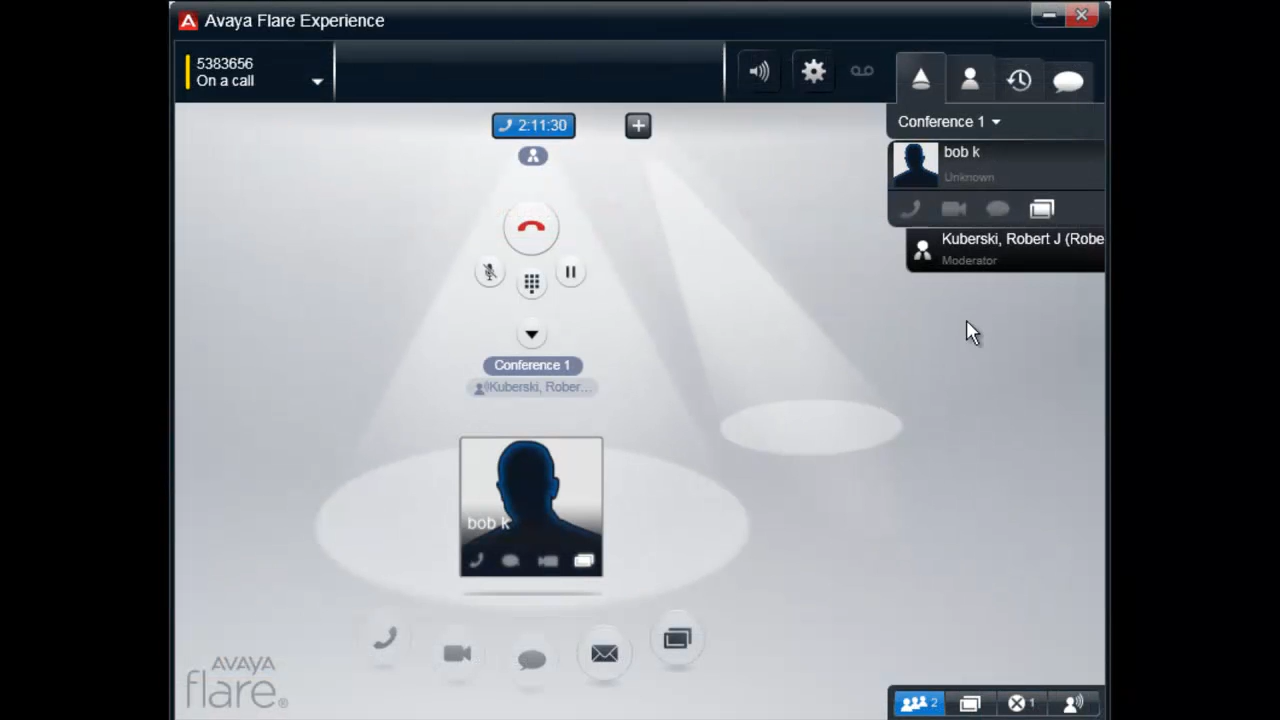 Avaya Flare Experience
5383656
On a call
2:11:30
Conference 1
bob k
Unknown
Kuberski, Robert J (Robe
Moderator
Conference 1
Kuberski, Rober...
bob k
AVAYA
flare®
2
1